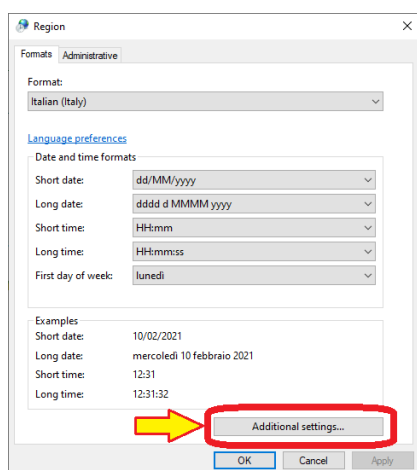 Region
Formats Administrative
Format:
Italian (Italy)
Language preferences
Date and time formats
Short date: dd/MM/yyyy
Long date: dddd d MMMM yyyy
Short time: HH:mm
Long time: HH:mm:ss
First day of week: lunedì
Examples
Short date: 10/02/2021
Long date: mercoledì 10 febbraio 2021
Short time: 12:31
Long time: 12:31:32
Additional settings...
OK Cancel Apply